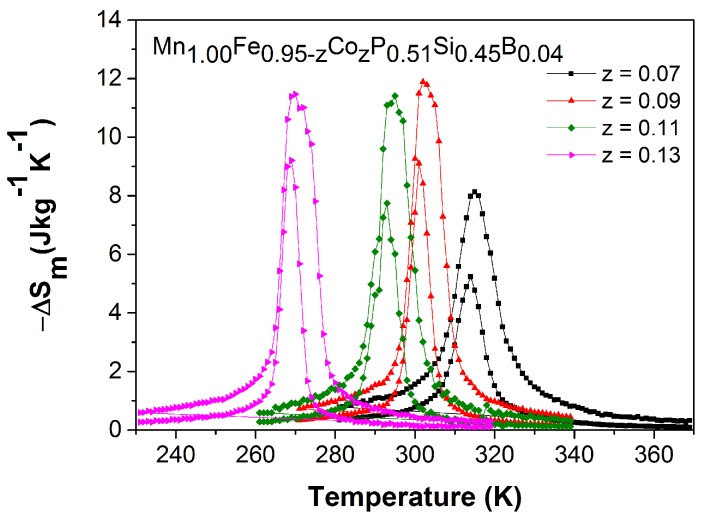 Mn1.00Fe0.95-zCozP0.51Si0.45B0.04
z = 0.07
z = 0.09
z = 0.11
z = 0.13
14
12
10
8
6
4
2
0
−ΔSm(Jkg-1K-1)
240 260 280 300 320 340 360
Temperature (K)